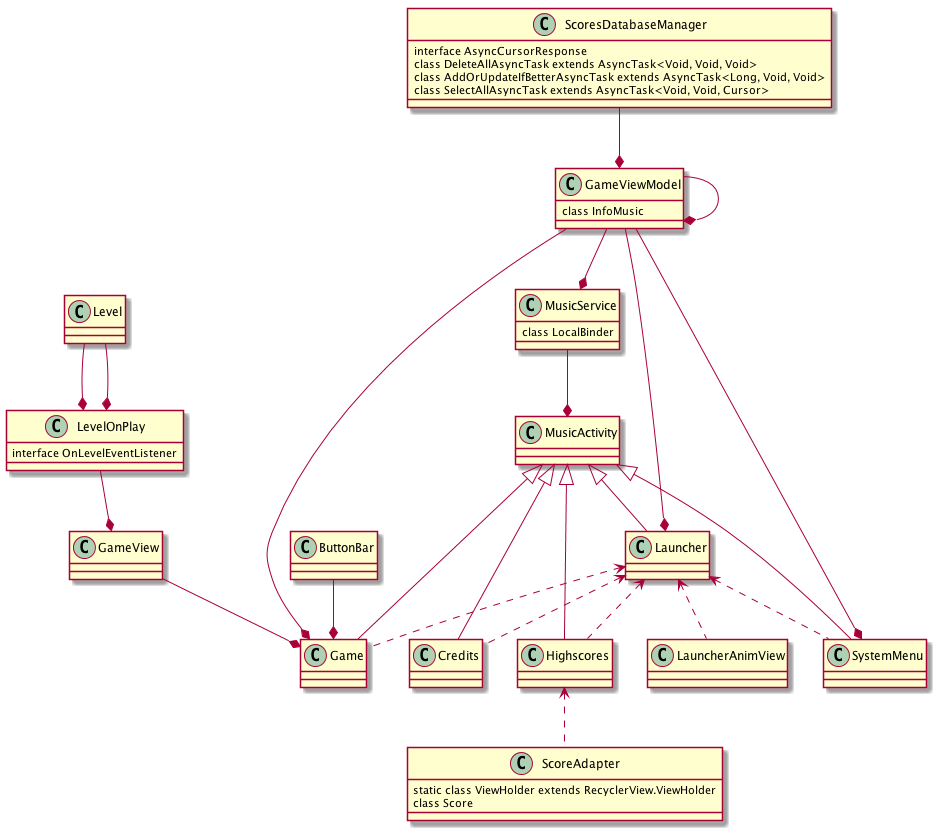 C ScoresDatabaseManager
interface AsyncCursorResponse
class DeleteAllAsyncTask extends AsyncTask<Void, Void, Void>
class AddOrUpdateIfBetterAsyncTask extends AsyncTask<Long, Void, Void>
class SelectAllAsyncTask extends AsyncTask<Void, Void, Cursor>
C GameViewModel
class InfoMusic
C Level
C MusicService
class LocalBinder
C LevelOnPlay
interface OnLevelEventListener
C MusicActivity
C GameView
C ButtonBar
C Launcher
C Game
C Credits
C Highscores
C LauncherAnimView
C SystemMenu
C ScoreAdapter
static class ViewHolder extends RecyclerView.ViewHolder
class Score